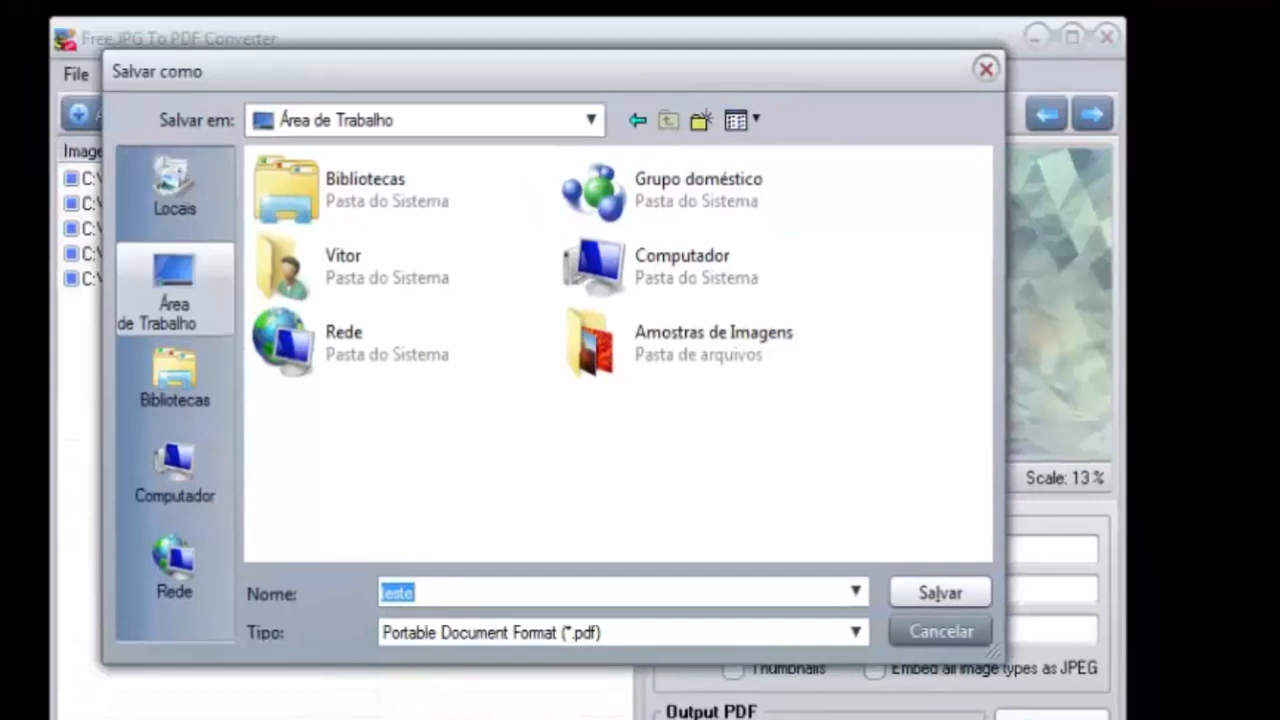 Free JPG To PDF Converter
File
Salvar como
Salvar em:
Área de Trabalho
Image
C:\
C:\
C:\
C:\
C:\
Locais
Área
de Trabalho
Bibliotecas
Computador
Rede
Bibliotecas
Pasta do Sistema
Grupo doméstico
Pasta do Sistema
Vitor
Pasta do Sistema
Computador
Pasta do Sistema
Rede
Pasta do Sistema
Amostras de Imagens
Pasta de arquivos
Scale: 13 %
Nome:
teste
Salvar
Tipo:
Portable Document Format (*.pdf)
Cancelar
Thumbnails
Embed all image types as JPEG
Output PDF